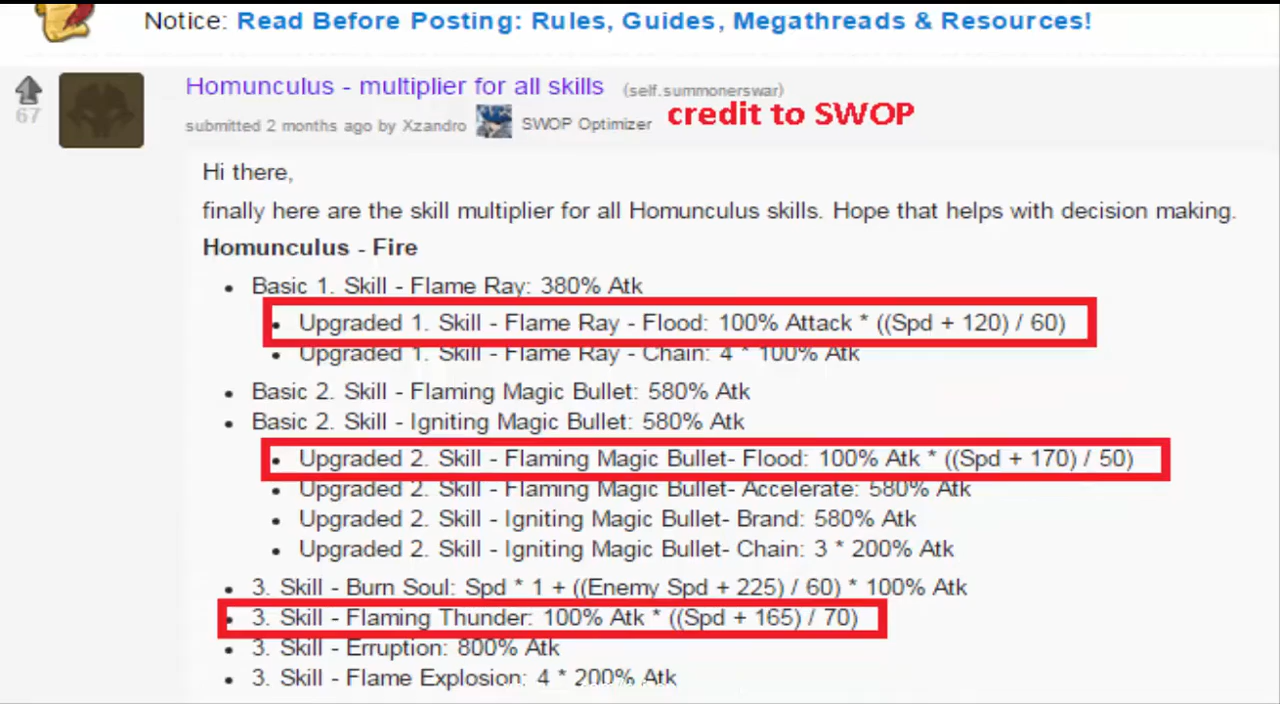 Notice: Read Before Posting: Rules, Guides, Megathreads & Resources!
67
Homunculus - multiplier for all skills (self.summonerswar)
submitted 2 months ago by Xzandro SWOP Optimizer credit to SWOP
Hi there,
finally here are the skill multiplier for all Homunculus skills. Hope that helps with decision making.
Homunculus - Fire
• Basic 1. Skill - Flame Ray: 380% Atk
• Upgraded 1. Skill - Flame Ray - Flood: 100% Attack * ((Spd + 120) / 60)
• Upgraded 1. Skill - Flame Ray - Chain: 4 * 100% Atk
• Basic 2. Skill - Flaming Magic Bullet: 580% Atk
• Basic 2. Skill - Igniting Magic Bullet: 580% Atk
• Upgraded 2. Skill - Flaming Magic Bullet- Flood: 100% Atk * ((Spd + 170) / 50)
• Upgraded 2. Skill - Flaming Magic Bullet- Accelerate: 580% Atk
• Upgraded 2. Skill - Igniting Magic Bullet- Brand: 580% Atk
• Upgraded 2. Skill - Igniting Magic Bullet- Chain: 3 * 200% Atk
• 3. Skill - Burn Soul: Spd * 1 + ((Enemy Spd + 225) / 60) * 100% Atk
• 3. Skill - Flaming Thunder: 100% Atk * ((Spd + 165) / 70)
• 3. Skill - Erruption: 800% Atk
• 3. Skill - Flame Explosion: 4 * 200% Atk